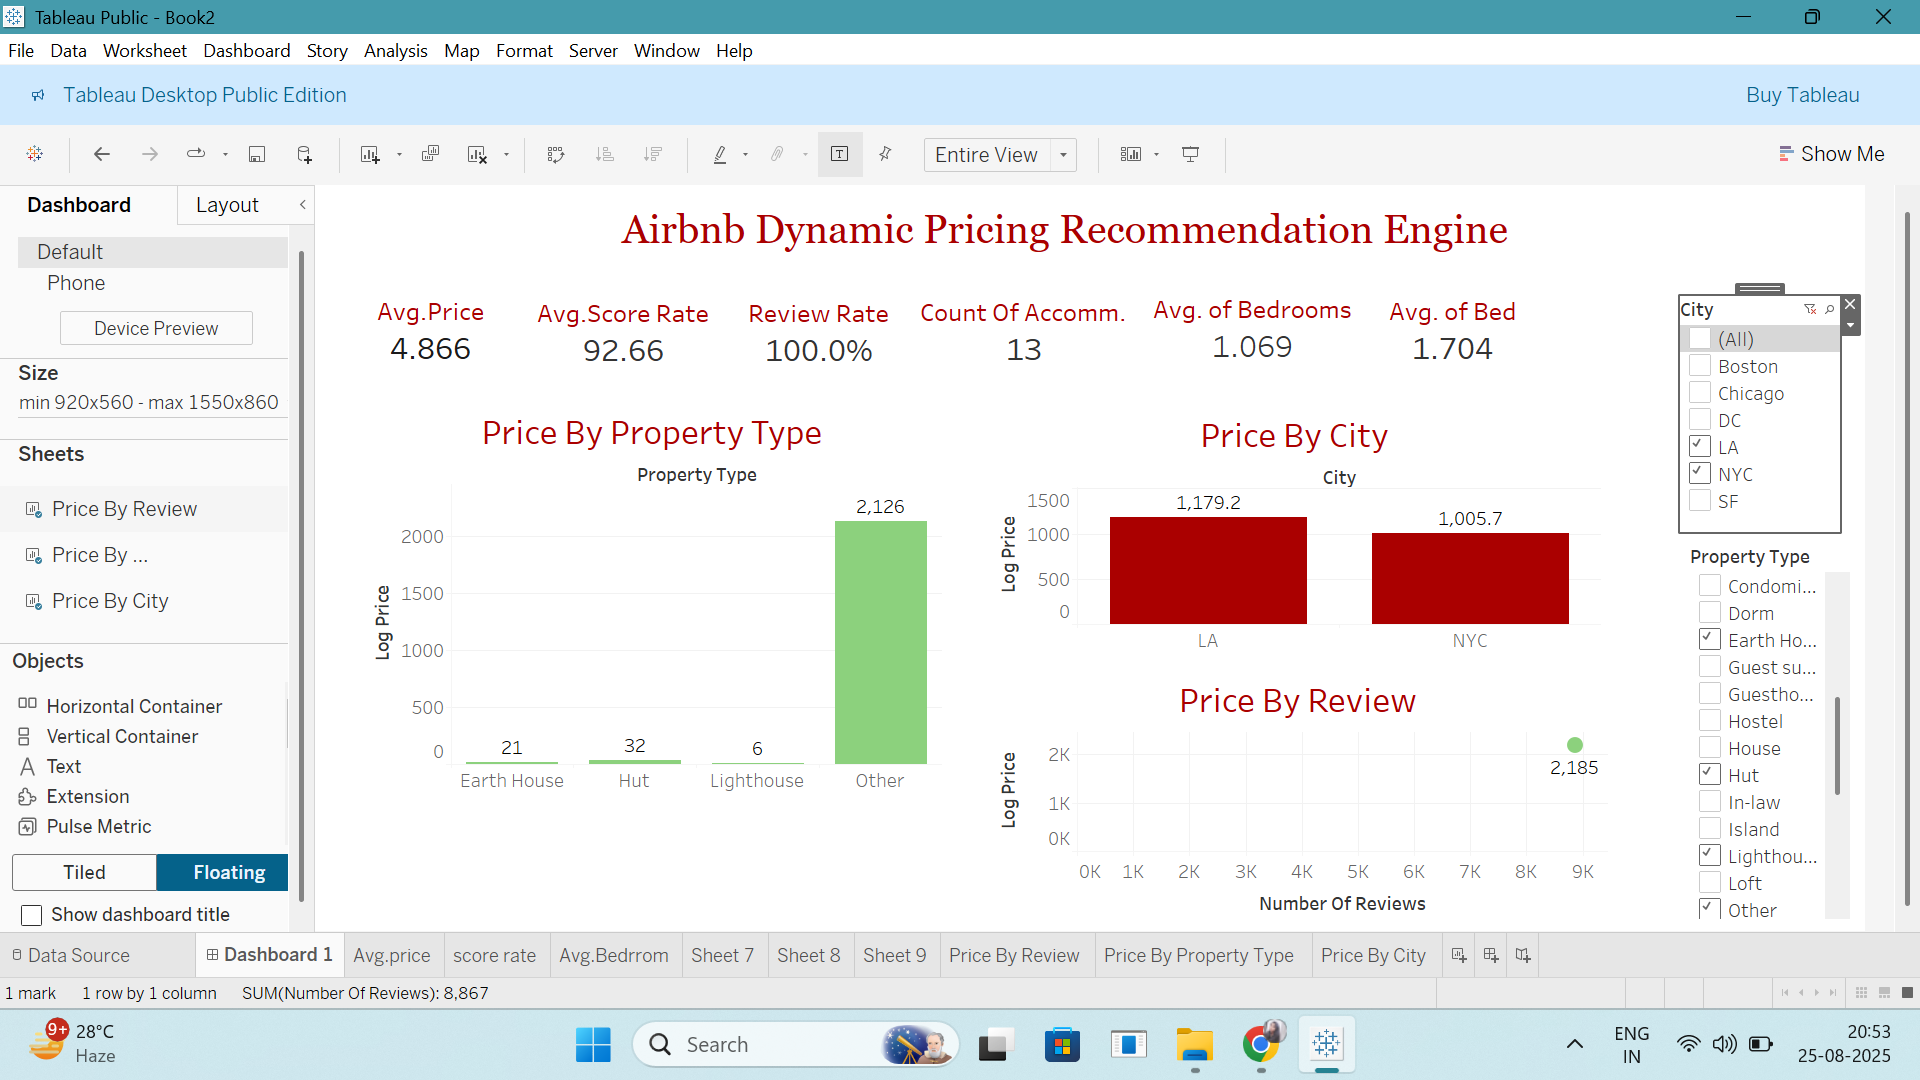 Tableau Public - Book2
File Data Worksheet Dashboard Story Analysis Map Format Server Window Help
Tableau Desktop Public Edition
Buy Tableau
T
Entire View
Show Me
Dashboard
Layout
Default
Phone
Device Preview
Size
min 920x560 - max 1550x860
Sheets
Price By Review
Price By ...
Price By City
Objects
Horizontal Container
Vertical Container
Text
Extension
Pulse Metric
Tiled
Floating
Show dashboard title
Airbnb Dynamic Pricing Recommendation Engine
Avg.Price
4.866
Avg.Score Rate
92.66
Review Rate
100.0%
Count Of Accomm.
13
Avg. of Bedrooms
1.069
Avg. of Bed
1.704
Price By Property Type
Property Type
Log Price
2000
1500
1000
500
0
21
32
6
2,126
Earth House
Hut
Lighthouse
Other
Price By City
City
Log Price
1500
1000
500
0
1,179.2
1,005.7
LA
NYC
Price By Review
Log Price
2K
1K
0K
2,185
0K 1K 2K 3K 4K 5K 6K 7K 8K 9K
Number Of Reviews
City
(All)
Boston
Chicago
DC
LA
NYC
SF
Property Type
Condomi...
Dorm
Earth Ho...
Guest su...
Guestho...
Hostel
House
Hut
In-law
Island
Lighthou...
Loft
Other
Data Source
Dashboard 1
Avg.price
score rate
Avg.Bedrrom
Sheet 7
Sheet 8
Sheet 9
Price By Review
Price By Property Type
Price By City
1 mark 1 row by 1 column SUM(Number Of Reviews): 8,867
9+
28°C
Haze
Search
ENG
IN
20:53
25-08-2025